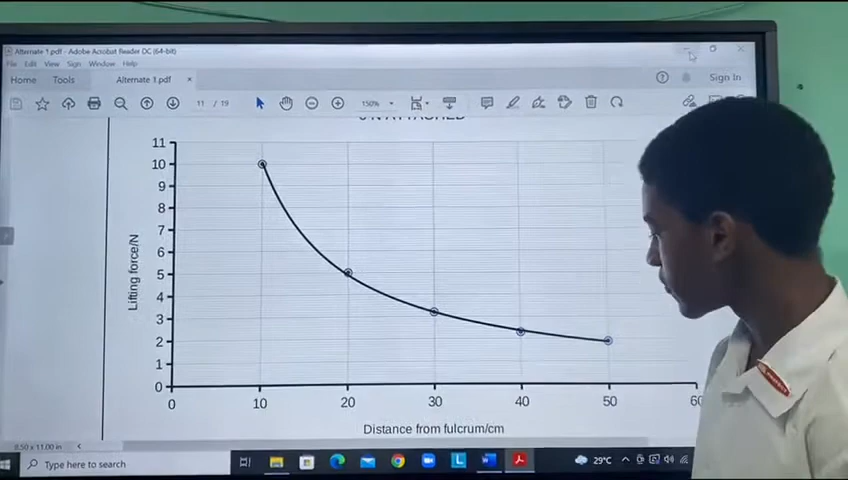 Alternate 1.pdf - Adobe Acrobat Reader DC (64-bit)
File Edit View Sign Window Help
Home Tools Alternate 1.pdf × Sign In
11 / 19 150%
11
10
9
8
7
6
5
4
3
2
1
0
Lifting force/N
0 10 20 30 40 50
Distance from fulcrum/cm
8.50 x 11.00 in
Type here to search
29°C